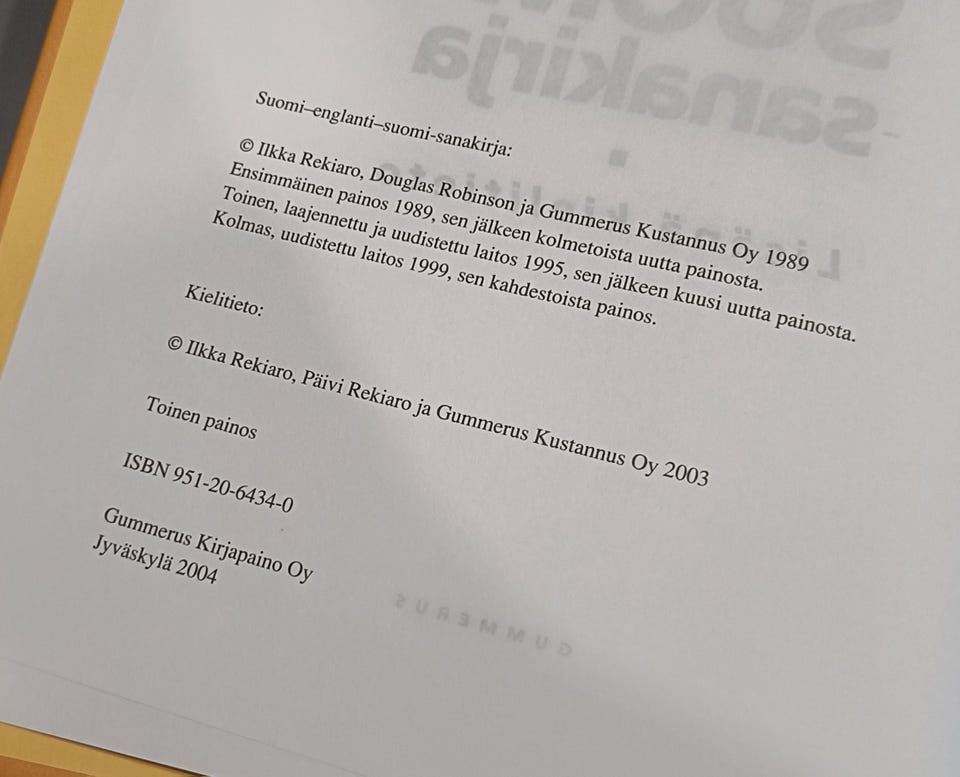 Suomi–englanti–suomi-sanakirja:
© Ilkka Rekiaro, Douglas Robinson ja Gummerus Kustannus Oy 1989
Ensimmäinen painos 1989, sen jälkeen kolmetoista uutta painosta.
Toinen, laajennettu ja uudistettu laitos 1995, sen jälkeen kuusi uutta painosta.
Kolmas, uudistettu laitos 1999, sen kahdestoista painos.
Kielitieto:
© Ilkka Rekiaro, Päivi Rekiaro ja Gummerus Kustannus Oy 2003
Toinen painos
ISBN 951-20-6434-0
Gummerus Kirjapaino Oy
Jyväskylä 2004
sanakirja
GUMMERUS